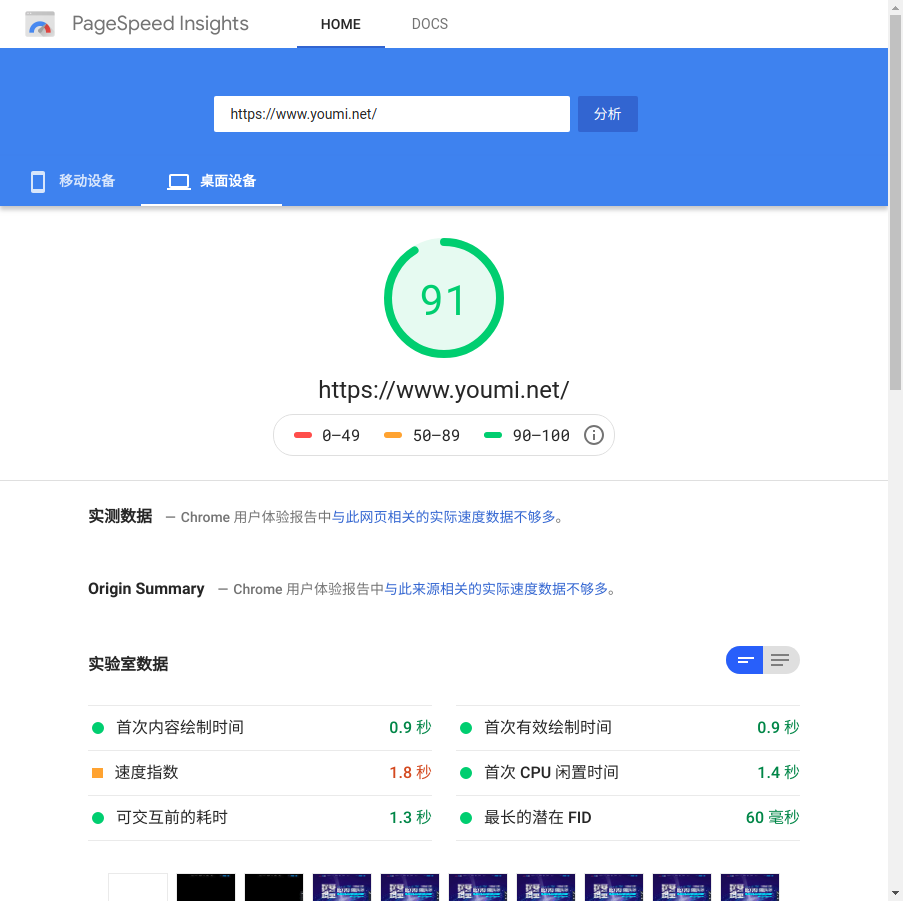 PageSpeed Insights
HOME
DOCS
https://www.youmi.net/
分析
移动设备
桌面设备
91
https://www.youmi.net/
0–49
50–89
90–100
实测数据 — Chrome 用户体验报告中与此网页相关的实际速度数据不够多。
Origin Summary — Chrome 用户体验报告中与此来源相关的实际速度数据不够多。
实验室数据
首次内容绘制时间 0.9 秒
首次有效绘制时间 0.9 秒
速度指数 1.8 秒
首次 CPU 闲置时间 1.4 秒
可交互前的耗时 1.3 秒
最长的潜在 FID 60 毫秒